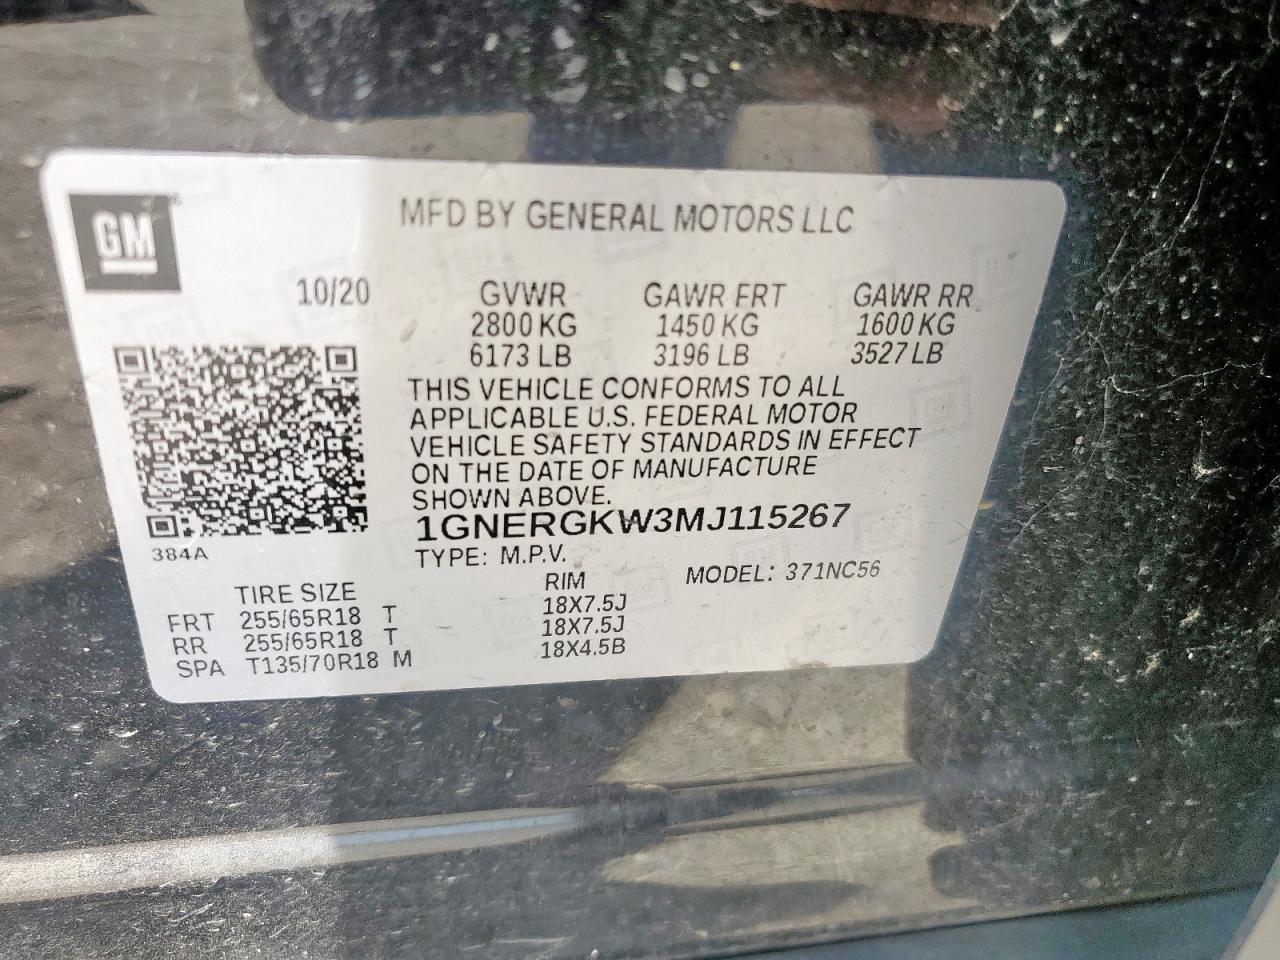 GM
MFD BY GENERAL MOTORS LLC
10/20 GVWR GAWR FRT GAWR RR
2800 KG 1450 KG 1600 KG
6173 LB 3196 LB 3527 LB
THIS VEHICLE CONFORMS TO ALL
APPLICABLE U.S. FEDERAL MOTOR
VEHICLE SAFETY STANDARDS IN EFFECT
ON THE DATE OF MANUFACTURE
SHOWN ABOVE.
1GNERGKW3MJ115267
384A
TYPE: M.P.V.
MODEL: 371NC56
TIRE SIZE RIM
FRT 255/65R18 T 18X7.5J
RR 255/65R18 T 18X7.5J
SPA T135/70R18 M 18X4.5B